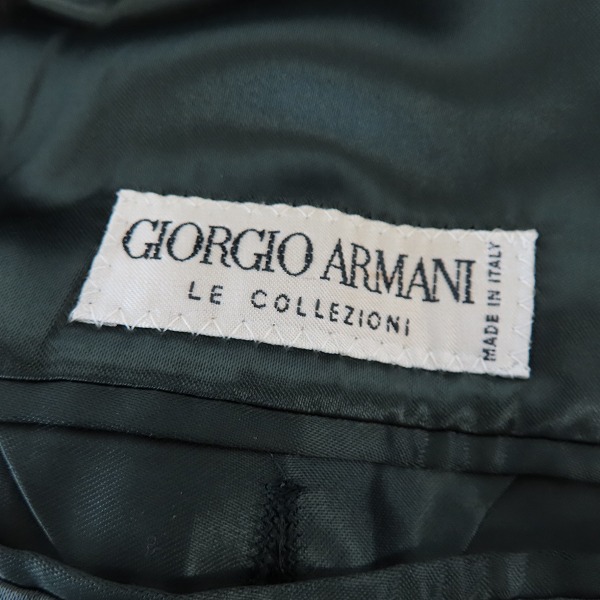 GIORGIO ARMANI
LE COLLEZIONI
MADE IN ITALY